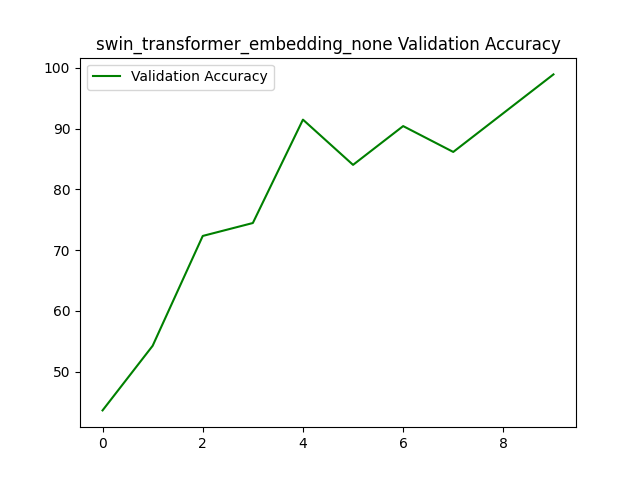 swin_transformer_embedding_none Validation Accuracy
Validation Accuracy
100
90
80
70
60
50
0 2 4 6 8